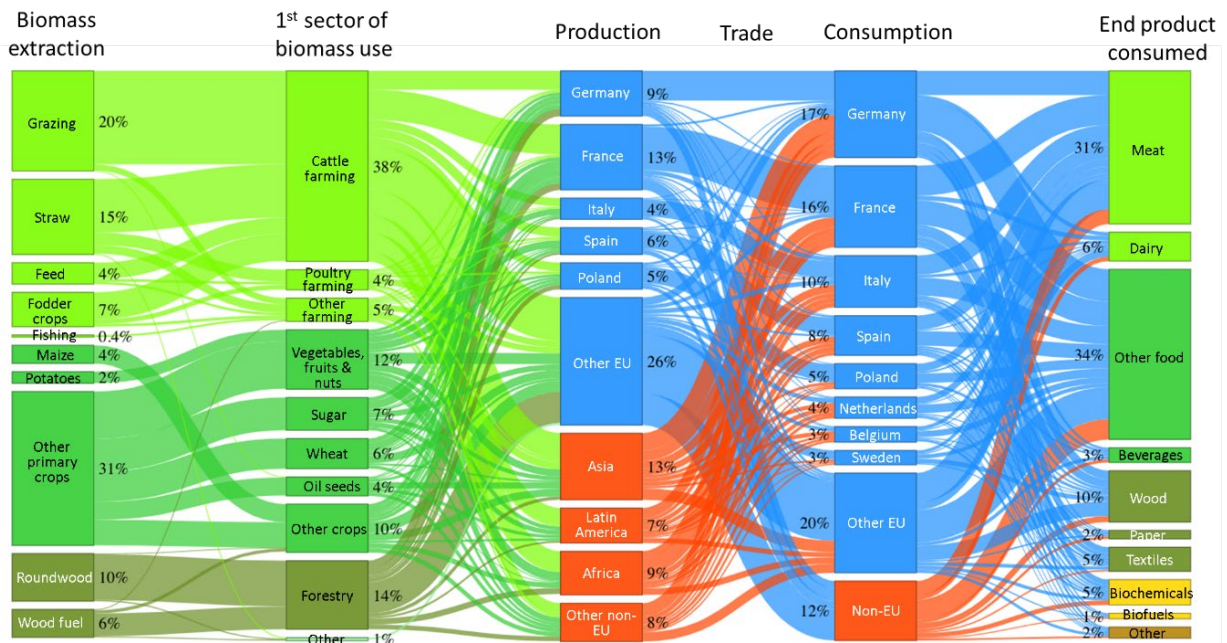 Biomass
extraction
1st sector of
biomass use
Production
Trade
Consumption
End product
consumed
Grazing
20%
Straw
15%
Feed
4%
Fodder
crops
7%
Fishing
0.4%
Maize
4%
Potatoes
2%
Other
primary
crops
31%
Roundwood
10%
Wood fuel
6%
Cattle
farming
38%
Poultry
farming
4%
Other
farming
5%
Vegetables,
fruits &
nuts
12%
Sugar
7%
Wheat
6%
Oil seeds
4%
Other crops
10%
Forestry
14%
Other
1%
Germany
9%
France
13%
Italy
4%
Spain
6%
Poland
5%
Other EU
26%
Asia
13%
Latin
America
7%
Africa
9%
Other non-
EU
8%
17%
Germany
16%
France
10%
Italy
8%
Spain
5%
Poland
4%
Netherlands
3%
Belgium
3%
Sweden
20%
Other EU
12%
Non-EU
31%
Meat
6%
Dairy
34%
Other food
3%
Beverages
10%
Wood
2%
Paper
5%
Textiles
5%
Biochemicals
1%
Biofuels
2%
Other